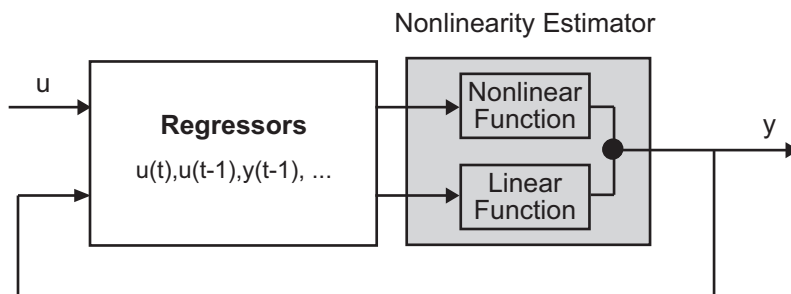 Nonlinearity Estimator
u
Regressors
u(t),u(t-1),y(t-1), ...
Nonlinear
Function
Linear
Function
y